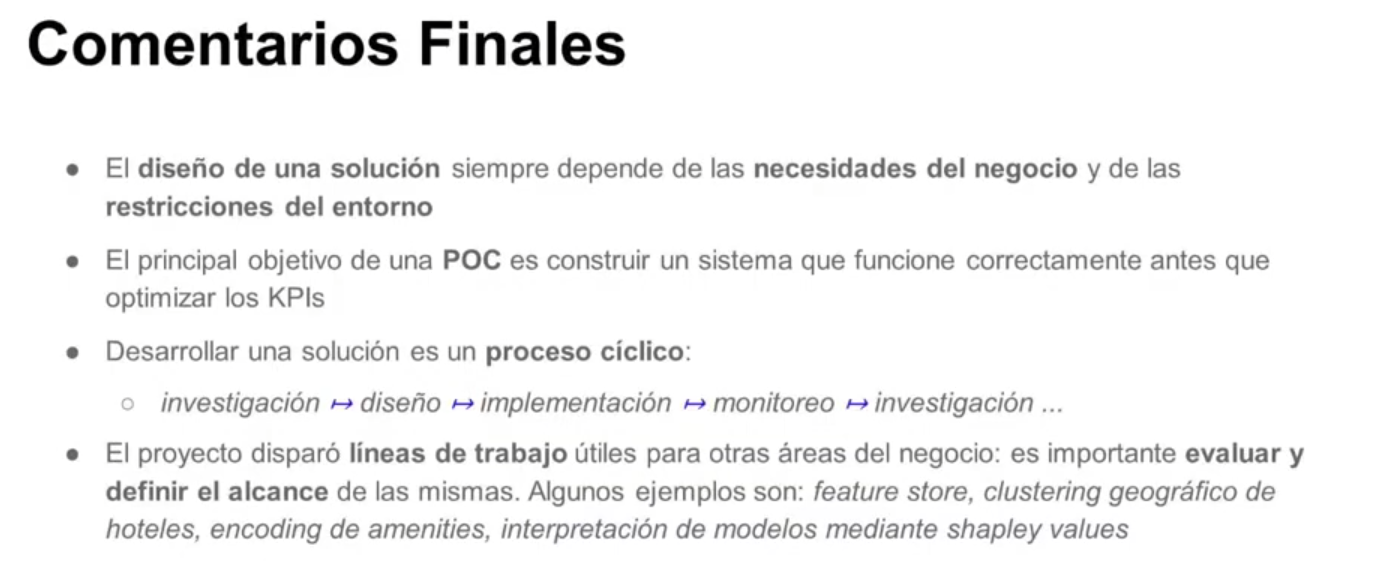 Comentarios Finales
● El diseño de una solución siempre depende de las necesidades del negocio y de las
restricciones del entorno
● El principal objetivo de una POC es construir un sistema que funcione correctamente antes que
optimizar los KPIs
● Desarrollar una solución es un proceso cíclico:
○ investigación ↦ diseño ↦ implementación ↦ monitoreo ↦ investigación ...
● El proyecto disparó líneas de trabajo útiles para otras áreas del negocio: es importante evaluar y
definir el alcance de las mismas. Algunos ejemplos son: feature store, clustering geográfico de
hoteles, encoding de amenities, interpretación de modelos mediante shapley values